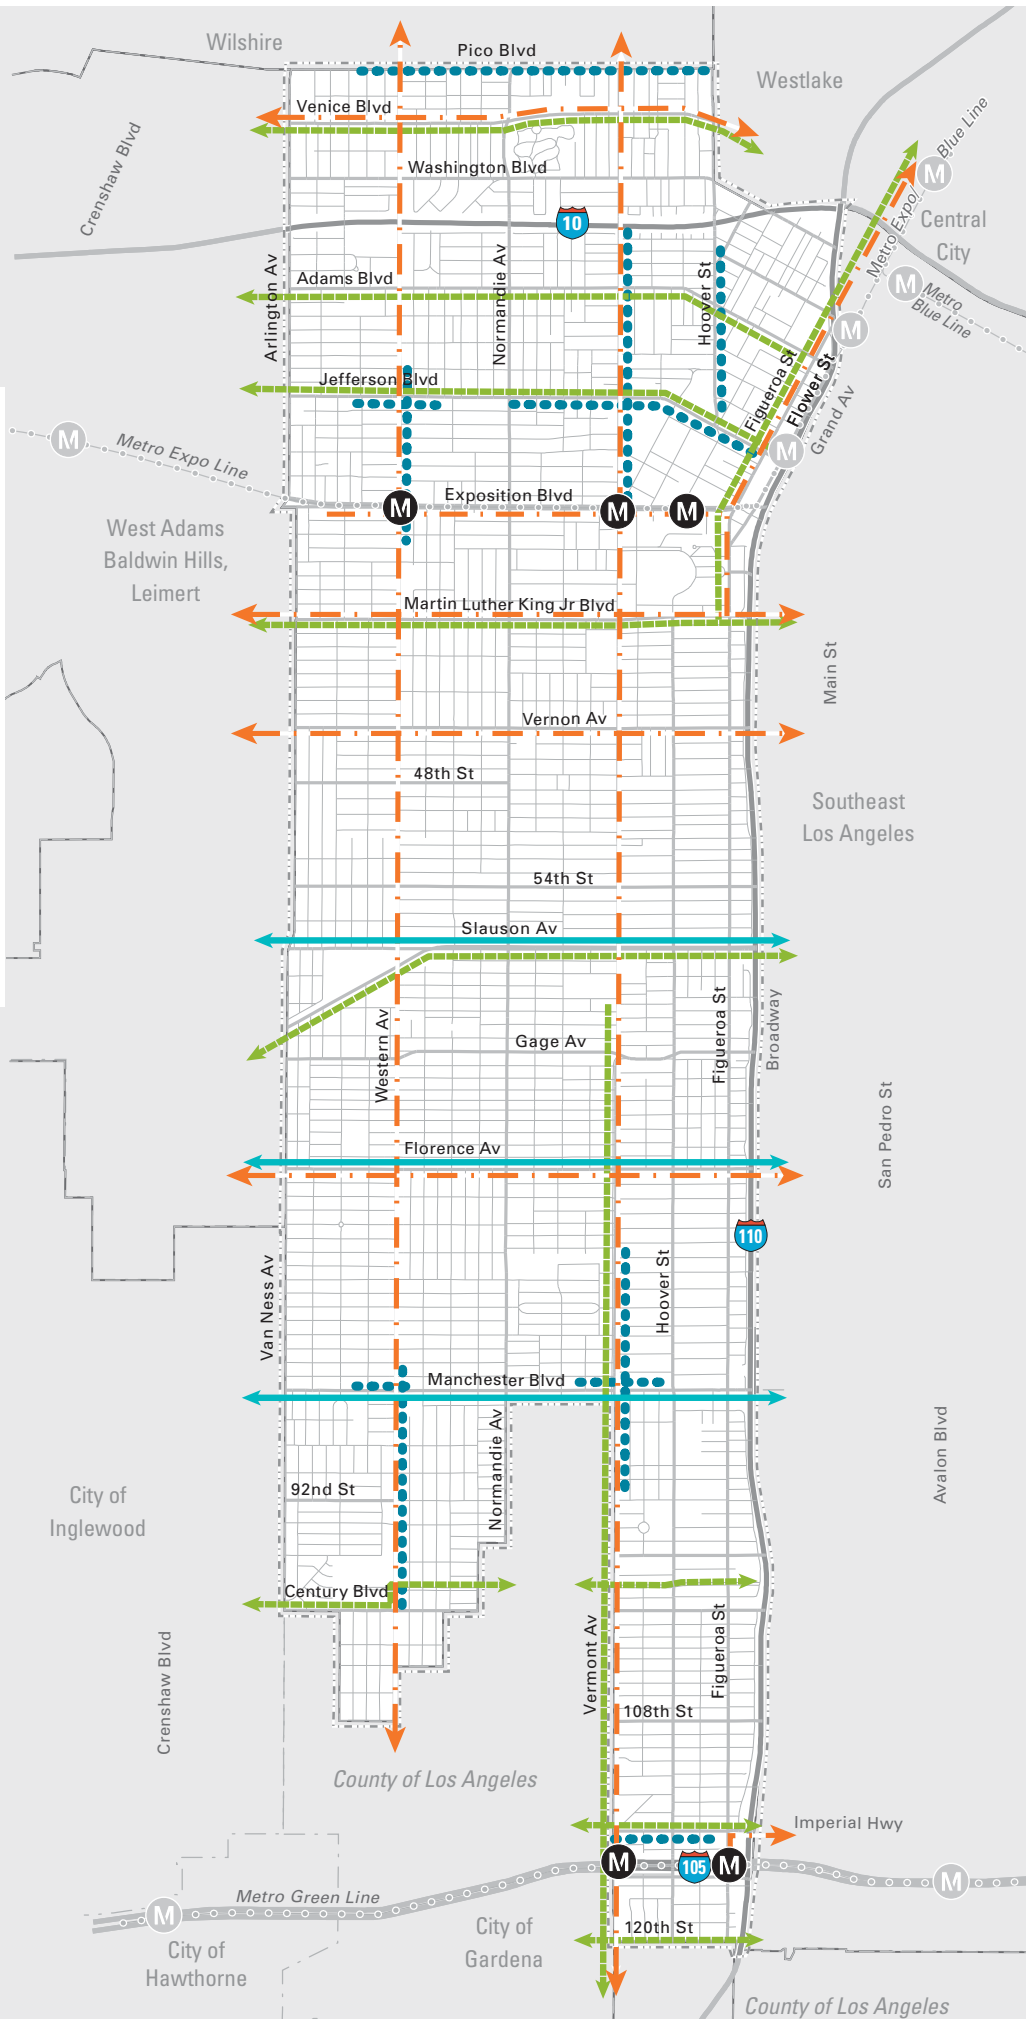 Wilshire
Pico Blvd
Westlake
Venice Blvd
Blue Line
Crenshaw Blvd
Washington Blvd
M
Metro Expo/
Central
City
10
Arlington Av
Adams Blvd
Normandie Av
Hoover St
M
Metro
Blue Line
M
Jefferson Blvd
Figueroa St
Flower St
Grand Av
M
Metro Expo Line
M
Exposition Blvd
M
M
M
West Adams
Baldwin Hills,
Leimert
Martin Luther King Jr Blvd
Main St
Vernon Av
48th St
Southeast
Los Angeles
54th St
Slauson Av
Western Av
Gage Av
Figueroa St
Broadway
San Pedro St
Florence Av
110
Van Ness Av
Hoover St
Manchester Blvd
Normandie Av
Avalon Blvd
92nd St
City of
Inglewood
Century Blvd
Crenshaw Blvd
Vermont Av
Figueroa St
108th St
County of Los Angeles
Imperial Hwy
M
105
M
M
Metro Green Line
M
City of
Hawthorne
City of
Gardena
120th St
County of Los Angeles